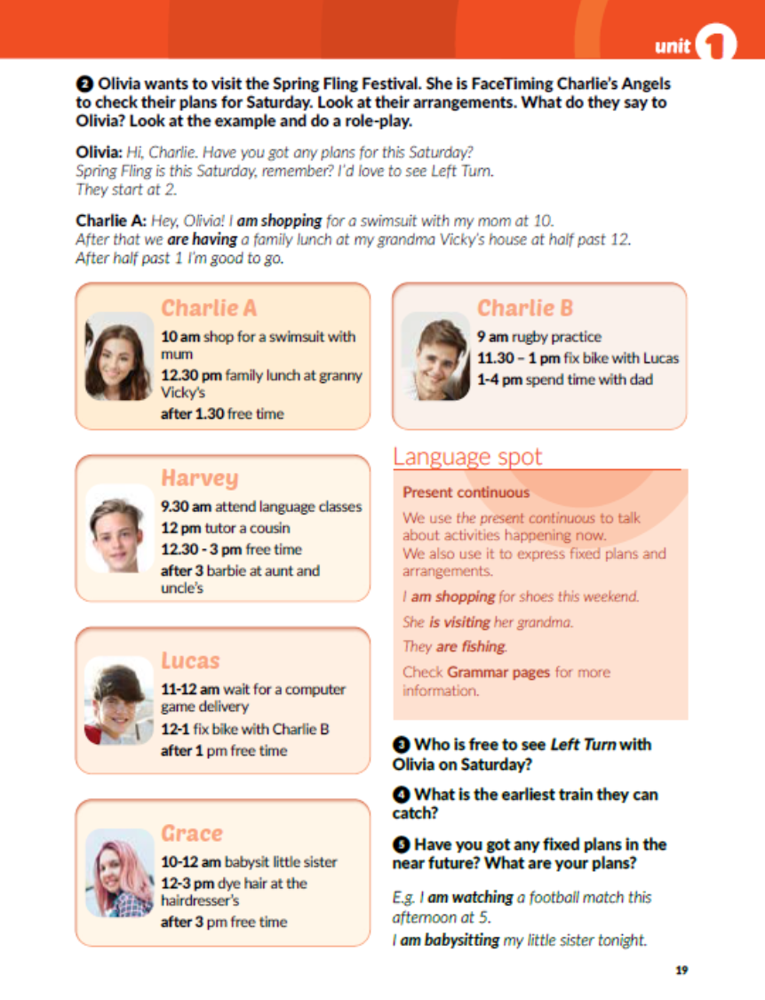 unit 1
2 Olivia wants to visit the Spring Fling Festival. She is FaceTiming Charlie's Angels
to check their plans for Saturday. Look at their arrangements. What do they say to
Olivia? Look at the example and do a role-play.
Olivia: Hi, Charlie. Have you got any plans for this Saturday?
Spring Fling is this Saturday, remember? I'd love to see Left Turn.
They start at 2.
Charlie A: Hey, Olivia! I am shopping for a swimsuit with my mom at 10.
After that we are having a family lunch at my grandma Vicky's house at half past 12.
After half past 1 I'm good to go.
Charlie A
10 am shop for a swimsuit with
mum
12.30 pm family lunch at granny
Vicky's
after 1.30 free time
Charlie B
9 am rugby practice
11.30 – 1 pm fix bike with Lucas
1-4 pm spend time with dad
Harvey
9.30 am attend language classes
12 pm tutor a cousin
12.30 - 3 pm free time
after 3 barbie at aunt and
uncle's
Lucas
11-12 am wait for a computer
game delivery
12-1 fix bike with Charlie B
after 1 pm free time
Grace
10-12 am babysit little sister
12-3 pm dye hair at the
hairdresser's
after 3 pm free time
Language spot
Present continuous
We use the present continuous to talk
about activities happening now.
We also use it to express fixed plans and
arrangements.
I am shopping for shoes this weekend.
She is visiting her grandma.
They are fishing.
Check Grammar pages for more
information.
3 Who is free to see Left Turn with
Olivia on Saturday?
4 What is the earliest train they can
catch?
5 Have you got any fixed plans in the
near future? What are your plans?
E.g. I am watching a football match this
afternoon at 5.
I am babysitting my little sister tonight.
19